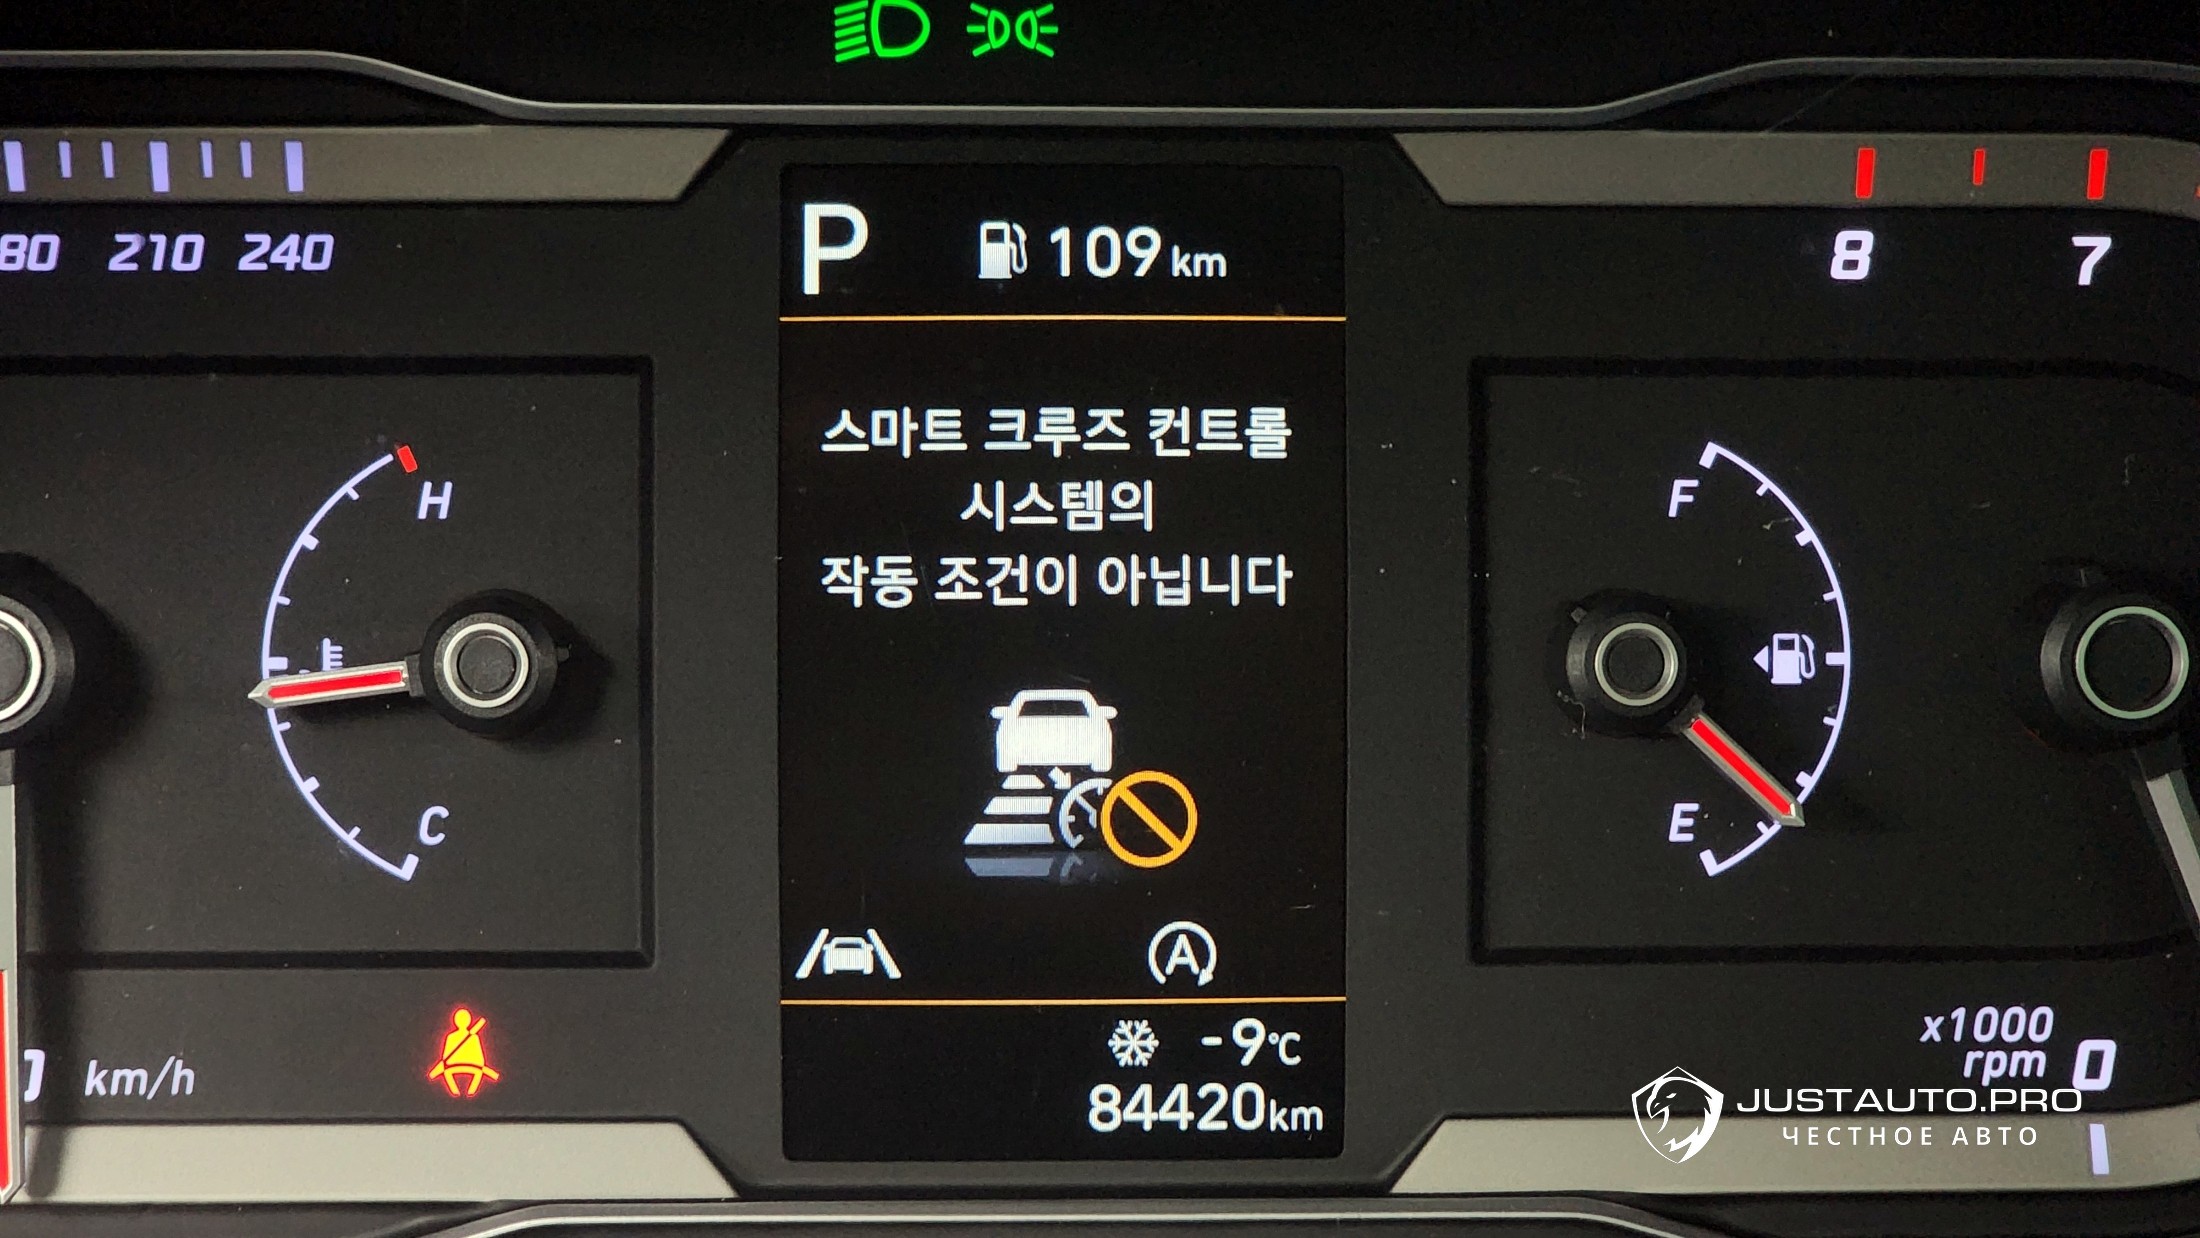 80 210 240
8 7
P 109 km
스마트 크루즈 컨트롤
시스템의
작동 조건이 아닙니다
H
C
F
E
A
-9°C
84420km
km/h
x1000
rpm
0
JUSTAUTO.PRO
ЧЕСТНОЕ АВТО